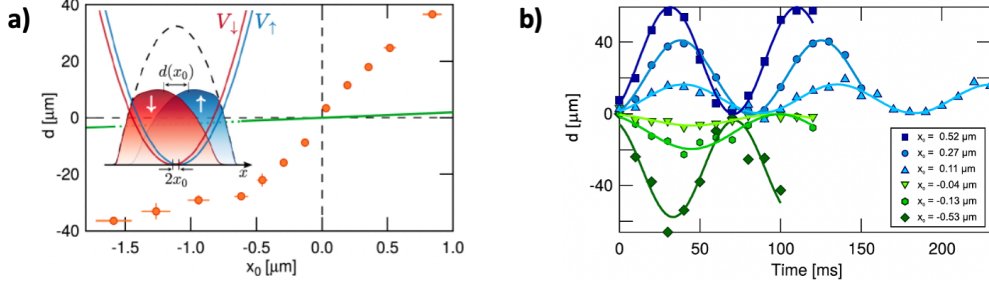 a)
40
20
0
-20
-40
d [μm]
-1.5 -1.0 -0.5 0.0 0.5 1.0
x₀ [μm]
V↓ V↑
d(x₀)
↓ ↑
2x₀
x
b)
40
0
-40
d [μm]
0 50 100 150 200
Time [ms]
x₀ = 0.52 μm
x₀ = 0.27 μm
x₀ = 0.11 μm
x₀ = -0.04 μm
x₀ = -0.13 μm
x₀ = -0.53 μm